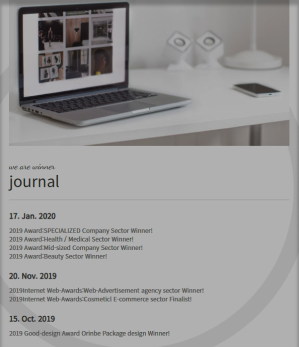 we are winner
journal
17. Jan. 2020
2019 Award:SPECIALIZED Company Sector Winner!
2019 Award:Health / Medical Sector Winner!
2019 Award:Mid-sized Company Sector Winner!
2019 Award:Beauty Sector Winner!
20. Nov. 2019
2019Internet Web-Awards:Web-Advertisement agency sector Winner!
2019Internet Web-Awards:Cosmetici E-commerce sector Finalist!
15. Oct. 2019
2019 Good-design Award Orinbe Package design Winner!